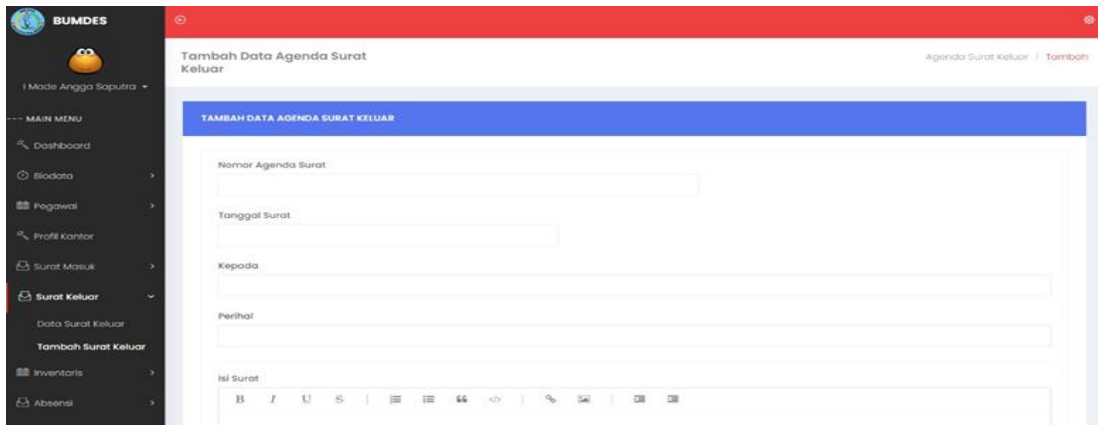 BUMDES
I Made Angga Saputra
--- MAIN MENU
Dashboard
Biodata
Pegawai
Profil Kantor
Surat Masuk
Surat Keluar
Data Surat Keluar
Tambah Surat Keluar
Inventaris
Absensi
Tambah Data Agenda Surat
Keluar
Agenda Surat Keluar / Tambah
TAMBAH DATA AGENDA SURAT KELUAR
Nomor Agenda Surat
Tanggal Surat
Kepada
Perihal
Isi Surat
B I U S